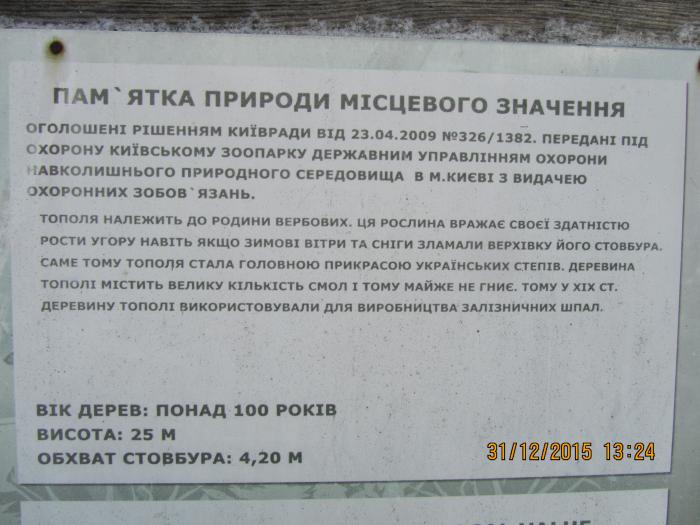 ПАМ`ЯТКА ПРИРОДИ МІСЦЕВОГО ЗНАЧЕННЯ
ОГОЛОШЕНІ РІШЕННЯМ КИЇВРАДИ ВІД 23.04.2009 №326/1382. ПЕРЕДАНІ ПІД
ОХОРОНУ КИЇВСЬКОМУ ЗООПАРКУ ДЕРЖАВНИМ УПРАВЛІННЯМ ОХОРОНИ
НАВКОЛИШНЬОГО ПРИРОДНОГО СЕРЕДОВИЩА В М.КИЄВІ З ВИДАЧЕЮ
ОХОРОННИХ ЗОБОВ`ЯЗАНЬ.
ТОПОЛЯ НАЛЕЖИТЬ ДО РОДИНИ ВЕРБОВИХ. ЦЯ РОСЛИНА ВРАЖАЄ СВОЄЇ ЗДАТНІСТЮ
РОСТИ УГОРУ НАВІТЬ ЯКЩО ЗИМОВІ ВІТРИ ТА СНІГИ ЗЛАМАЛИ ВЕРХІВКУ ЙОГО СТОВБУРА.
САМЕ ТОМУ ТОПОЛЯ СТАЛА ГОЛОВНОЮ ПРИКРАСОЮ УКРАЇНСЬКИХ СТЕПІВ. ДЕРЕВИНА
ТОПОЛІ МІСТИТЬ ВЕЛИКУ КІЛЬКІСТЬ СМОЛ І ТОМУ МАЙЖЕ НЕ ГНИЄ. ТОМУ У ХІХ СТ.
ДЕРЕВИНУ ТОПОЛІ ВИКОРИСТОВУВАЛИ ДЛЯ ВИРОБНИЦТВА ЗАЛІЗНИЧНИХ ШПАЛ.
ВІК ДЕРЕВ: ПОНАД 100 РОКІВ
ВИСОТА: 25 М
ОБХВАТ СТОВБУРА: 4,20 М
31/12/2015 13:24